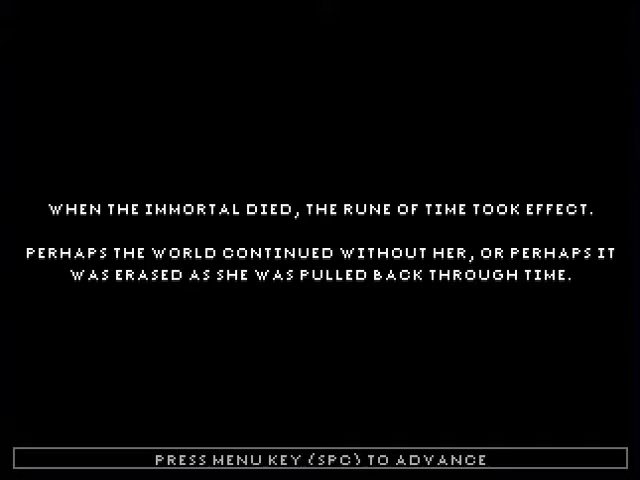 WHEN THE IMMORTAL DIED, THE RUNE OF TIME TOOK EFFECT.
PERHAPS THE WORLD CONTINUED WITHOUT HER, OR PERHAPS IT
WAS ERASED AS SHE WAS PULLED BACK THROUGH TIME.
PRESS MENU KEY (SPC) TO ADVANCE